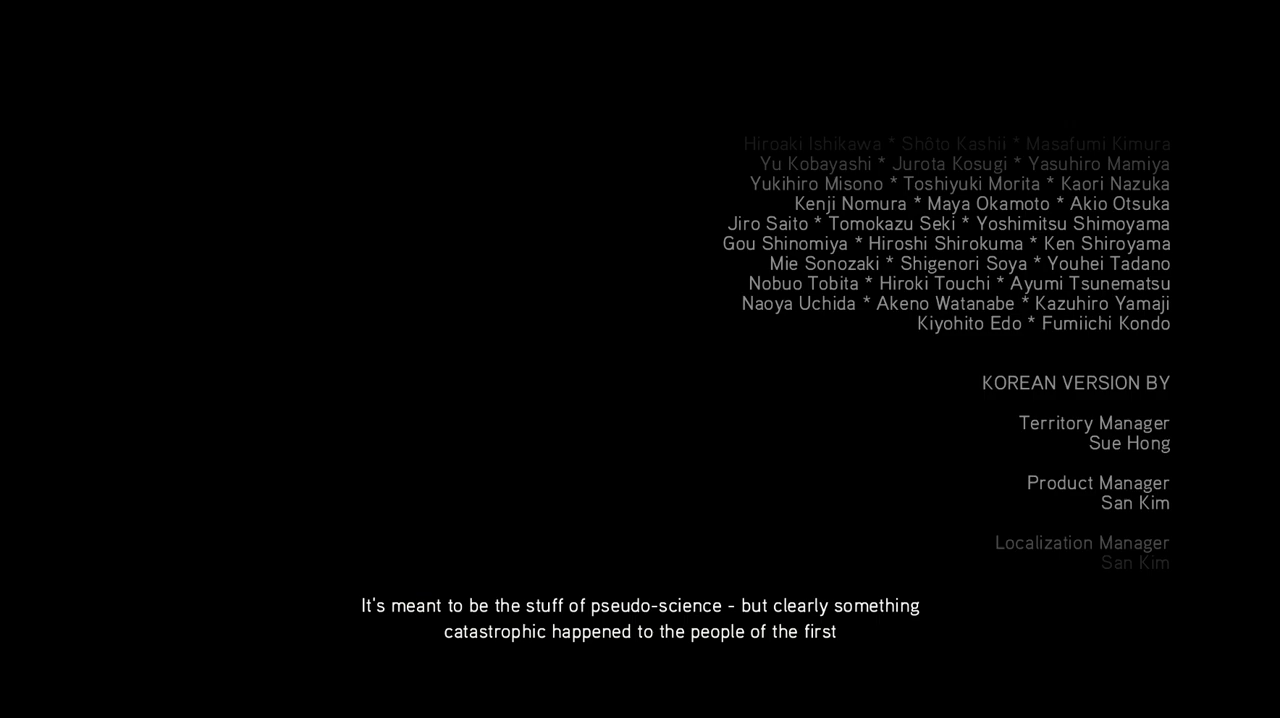 Hiroaki Ishikawa * Shôto Kashii * Masafumi Kimura
Yu Kobayashi * Jurota Kosugi * Yasuhiro Mamiya
Yukihiro Misono * Toshiyuki Morita * Kaori Nazuka
Kenji Nomura * Maya Okamoto * Akio Otsuka
Jiro Saito * Tomokazu Seki * Yoshimitsu Shimoyama
Gou Shinomiya * Hiroshi Shirokuma * Ken Shiroyama
Mie Sonozaki * Shigenori Soya * Youhei Tadano
Nobuo Tobita * Hiroki Touchi * Ayumi Tsunematsu
Naoya Uchida * Akeno Watanabe * Kazuhiro Yamaji
Kiyohito Edo * Fumiichi Kondo
KOREAN VERSION BY
Territory Manager
Sue Hong
Product Manager
San Kim
Localization Manager
San Kim
It's meant to be the stuff of pseudo-science - but clearly something
catastrophic happened to the people of the first